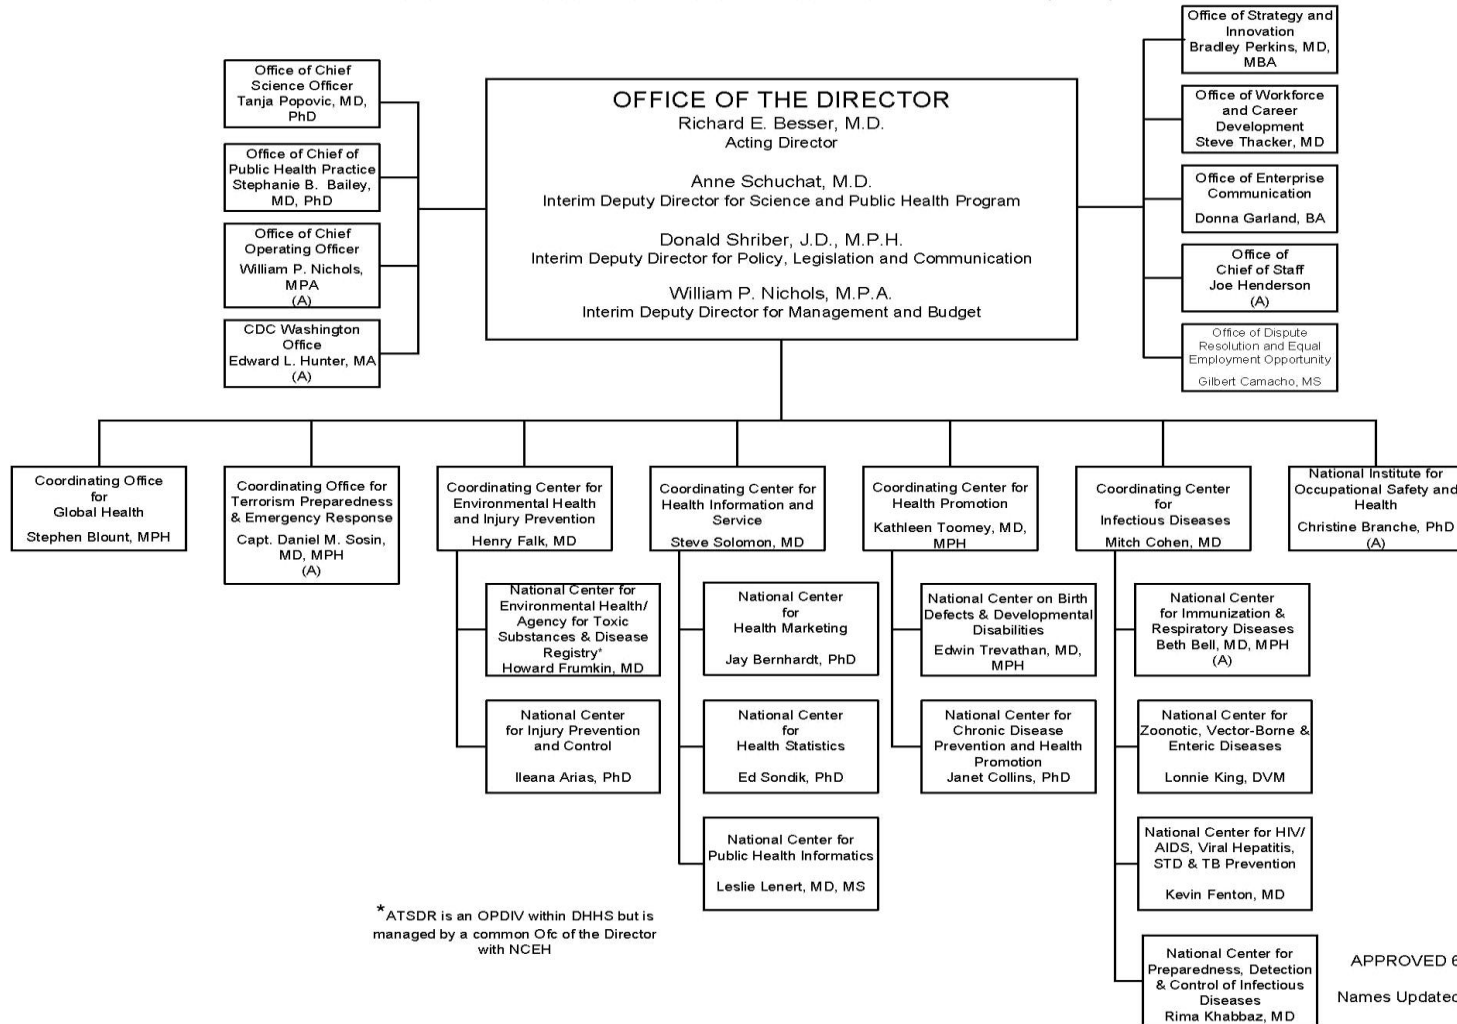 OFFICE OF THE DIRECTOR
Richard E. Besser, M.D.
Acting Director
Anne Schuchat, M.D.
Interim Deputy Director for Science and Public Health Program
Donald Shriber, J.D., M.P.H.
Interim Deputy Director for Policy, Legislation and Communication
William P. Nichols, M.P.A.
Interim Deputy Director for Management and Budget
Office of Chief
Science Officer
Tanja Popovic, MD,
PhD
Office of Chief of
Public Health Practice
Stephanie B. Bailey,
MD, PhD
Office of Chief
Operating Officer
William P. Nichols,
MPA
(A)
CDC Washington
Office
Edward L. Hunter, MA
(A)
Office of Strategy and
Innovation
Bradley Perkins, MD,
MBA
Office of Workforce
and Career
Development
Steve Thacker, MD
Office of Enterprise
Communication
Donna Garland, BA
Office of
Chief of Staff
Joe Henderson
(A)
Office of Dispute
Resolution and Equal
Employment Opportunity
Gilbert Camacho, MS
Coordinating Office
for
Global Health
Stephen Blount, MPH
Coordinating Office for
Terrorism Preparedness
& Emergency Response
Capt. Daniel M. Sosin,
MD, MPH
(A)
Coordinating Center for
Environmental Health
and Injury Prevention
Henry Falk, MD
National Center for
Environmental Health/
Agency for Toxic
Substances & Disease
Registry*
Howard Frumkin, MD
National Center
for Injury Prevention
and Control
Ileana Arias, PhD
Coordinating Center for
Health Information and
Service
Steve Solomon, MD
National Center
for
Health Marketing
Jay Bernhardt, PhD
National Center
for
Health Statistics
Ed Sondik, PhD
National Center for
Public Health Informatics
Leslie Lenert, MD, MS
Coordinating Center for
Health Promotion
Kathleen Toomey, MD,
MPH
National Center on Birth
Defects & Developmental
Disabilities
Edwin Trevathan, MD,
MPH
National Center for
Chronic Disease
Prevention and Health
Promotion
Janet Collins, PhD
Coordinating Center
for
Infectious Diseases
Mitch Cohen, MD
National Center
for Immunization &
Respiratory Diseases
Beth Bell, MD, MPH
(A)
National Center for
Zoonotic, Vector-Borne &
Enteric Diseases
Lonnie King, DVM
National Center for HIV/
AIDS, Viral Hepatitis,
STD & TB Prevention
Kevin Fenton, MD
National Center for
Preparedness, Detection
& Control of Infectious
Diseases
Rima Khabbaz, MD
National Institute for
Occupational Safety and
Health
Christine Branche, PhD
(A)
*ATSDR is an OPDIV within DHHS but is
managed by a common Ofc of the Director
with NCEH
APPROVED 6
Names Updated